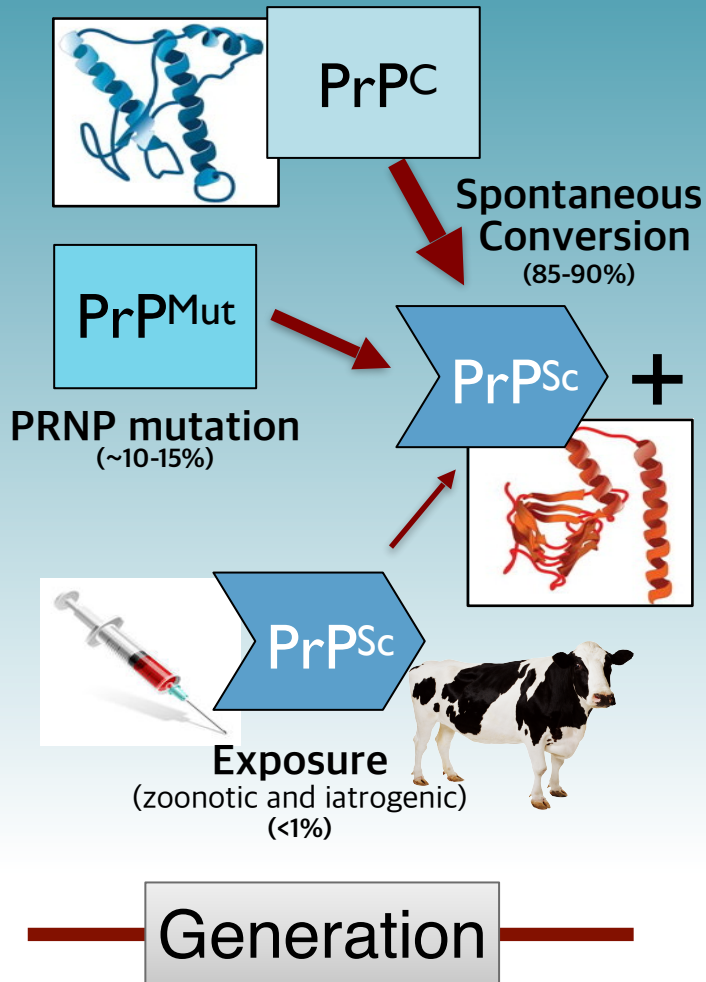 PrPC
Spontaneous
Conversion
(85-90%)
PrPMut
PrPSc
+
PRNP mutation
(~10-15%)
PrPSc
Exposure
(zoonotic and iatrogenic)
(<1%)
Generation